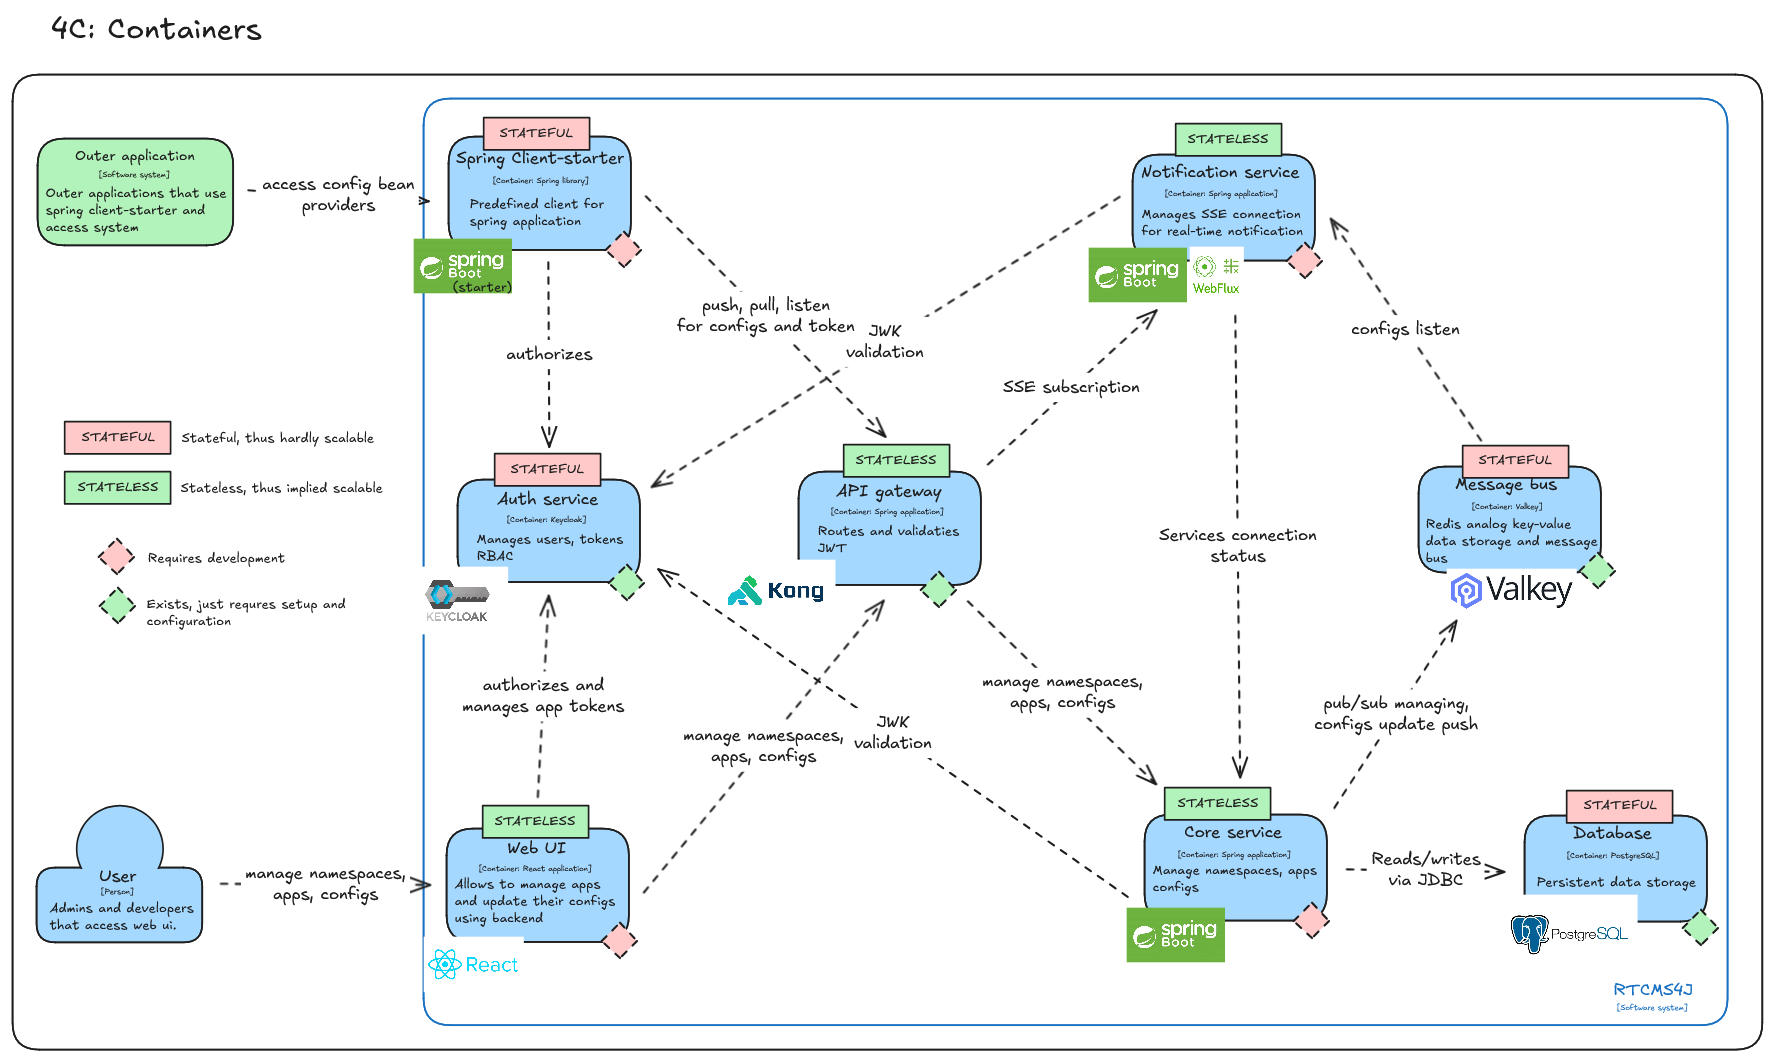 4C: Containers
Outer application
[Software system]
Outer applications that use
spring client-starter and
access system
access config bean
providers
STATEFUL
Spring Client-starter
[Container: Spring library]
Predefined client for
spring application
spring
Boot
(starter)
STATELESS
Notification service
[Container: Spring application]
Manages SSE connection
for real-time notification
spring
Boot
WebFlux
push, pull, listen
for configs and token
JWK
validation
authorizes
SSE subscription
configs listen
STATEFUL
Stateful, thus hardly scalable
STATELESS
Stateless, thus implied scalable
Requires development
Exists, just requres setup and
configuration
STATEFUL
Auth service
[Container: Keycloak]
Manages users, tokens
RBAC
KEYCLOAK
STATELESS
API gateway
[Container: Spring application]
Routes and validaties
JWT
Kong
Services connection
status
STATEFUL
Message bus
[Container: Valkey]
Redis analog key-value
data storage and message
bus
Valkey
authorizes and
manages app tokens
manage namespaces,
apps, configs
JWK
validation
manage namespaces,
apps, configs
pub/sub managing,
configs update push
User
[Person]
Admins and developers
that access web ui.
manage namespaces,
apps, configs
STATELESS
Web UI
[Container: React application]
Allows to manage apps
and update their configs
using backend
React
STATELESS
Core service
[Container: Spring application]
Manage namespaces, apps
configs
spring
Boot
Reads/writes
via JDBC
STATEFUL
Database
[Container: PostgreSQL]
Persistent data storage
PostgreSQL
RTCMS4J
[Software system]